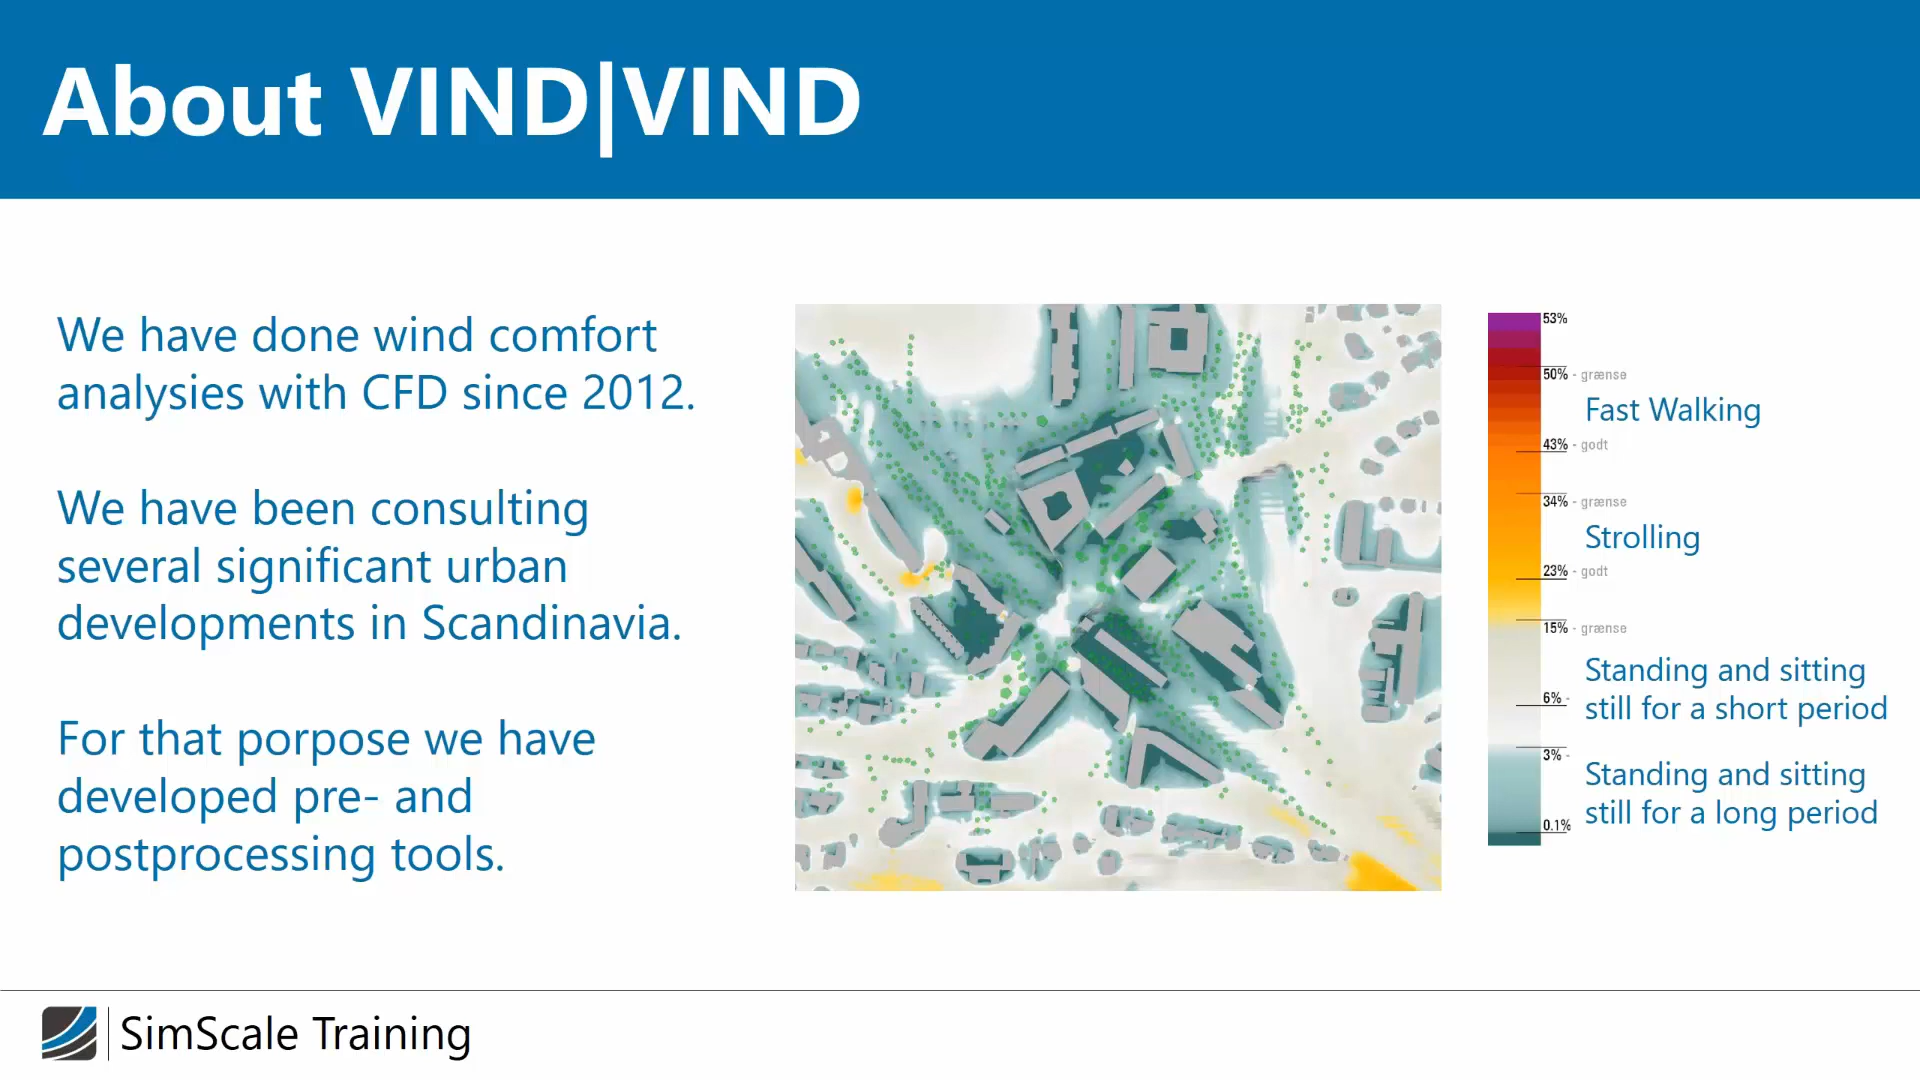 About VIND|VIND
We have done wind comfort
analysies with CFD since 2012.
We have been consulting
several significant urban
developments in Scandinavia.
For that porpose we have
developed pre- and
postprocessing tools.
53%
50% - grænse
Fast Walking
43% - godt
34% - grænse
Strolling
23% - godt
15% - grænse
Standing and sitting
still for a short period
6% -
3% -
Standing and sitting
still for a long period
0.1%
SimScale Training